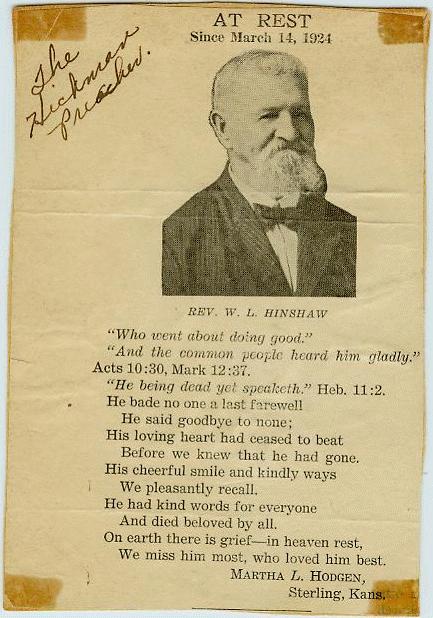 The
Hickman
Preacher.
AT REST
Since March 14, 1924
REV. W. L. HINSHAW
"Who went about doing good."
"And the common people heard him gladly."
Acts 10:30, Mark 12:37.
"He being dead yet speaketh." Heb. 11:2.
He bade no one a last farewell
He said goodbye to none;
His loving heart had ceased to beat
Before we knew that he had gone.
His cheerful smile and kindly ways
We pleasantly recall.
He had kind words for everyone
And died beloved by all.
On earth there is grief—in heaven rest,
We miss him most, who loved him best.
MARTHA L. HODGEN,
Sterling, Kans.